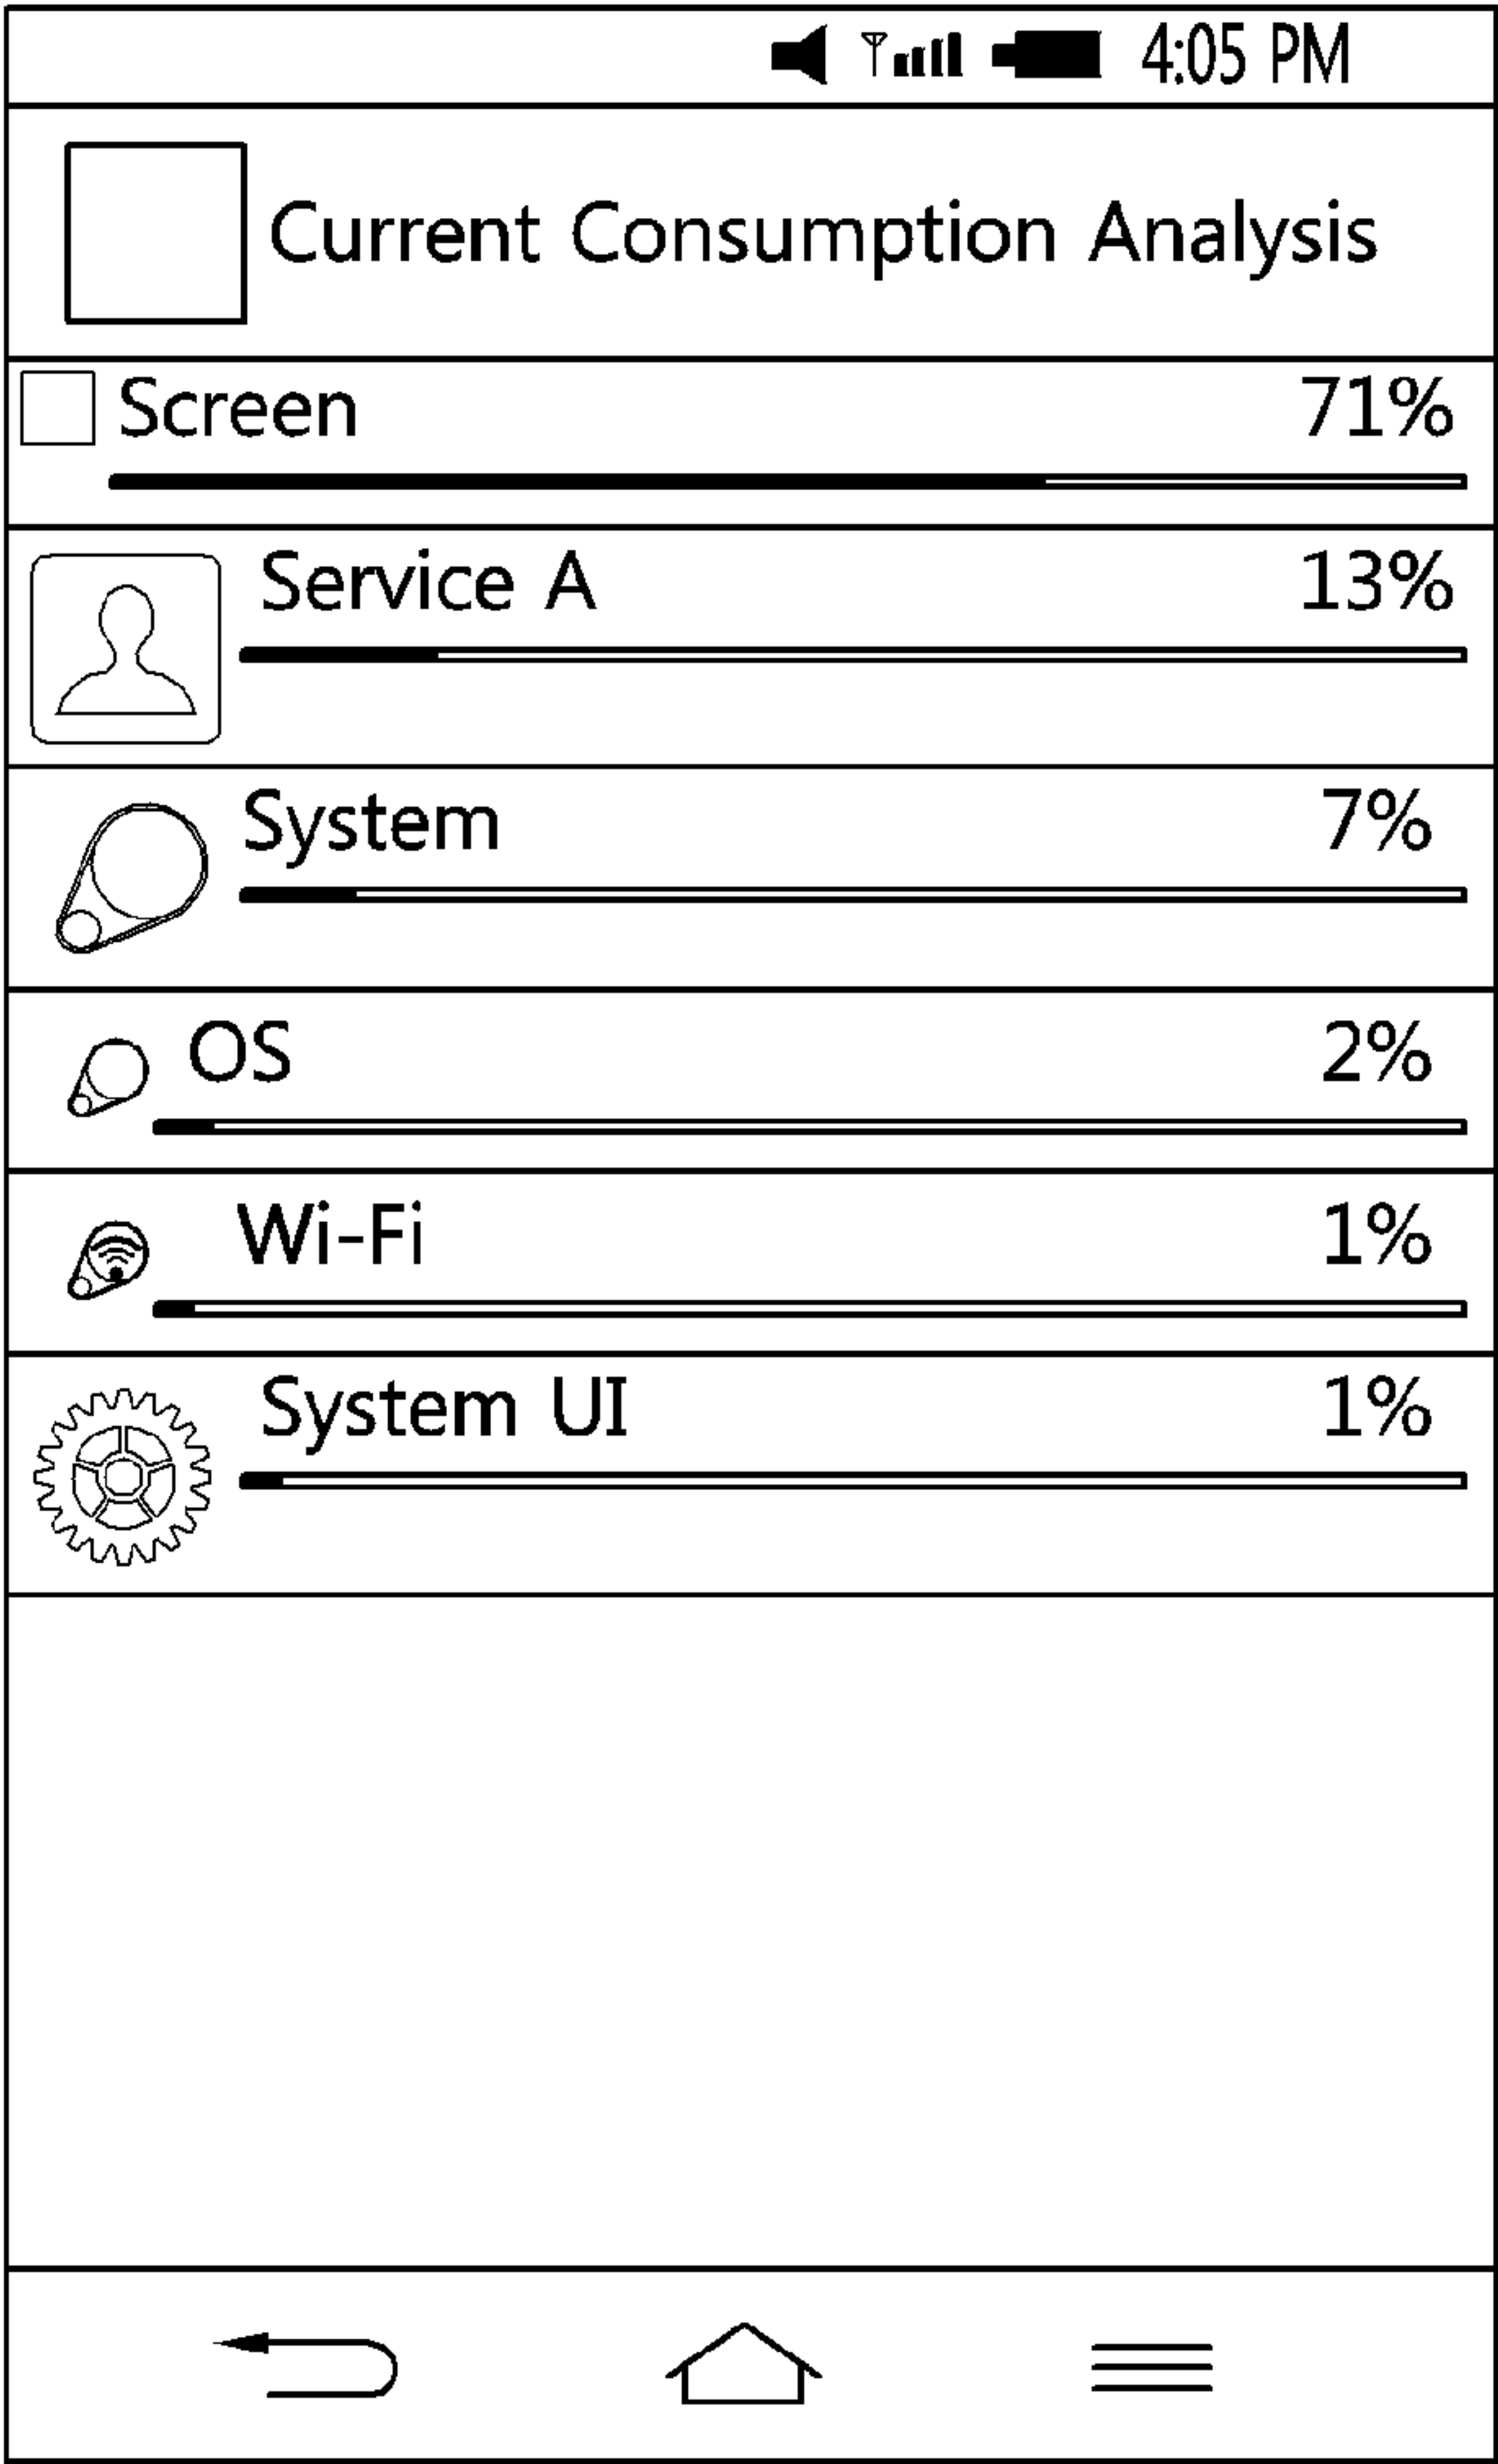 4:05 PM
Current Consumption Analysis
Screen 71%
Service A 13%
System 7%
OS 2%
Wi-Fi 1%
System UI 1%